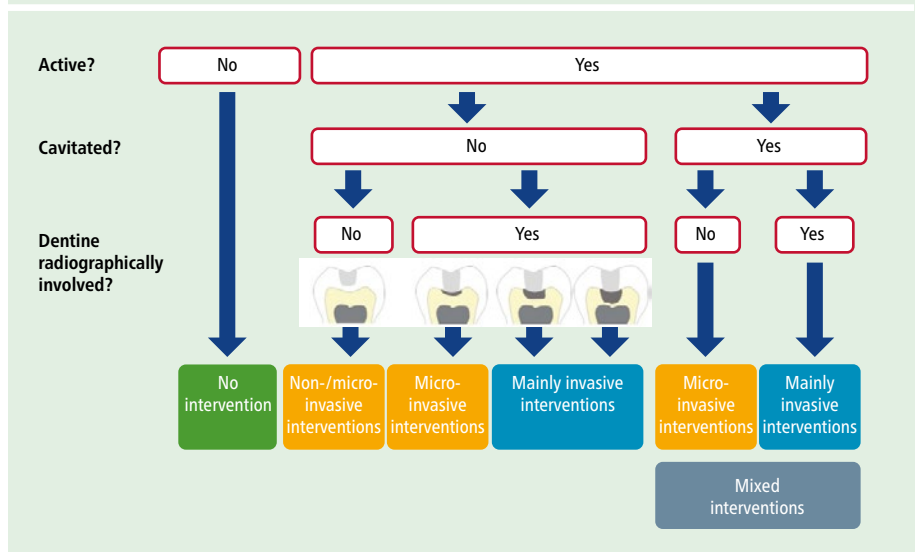 Active?
No
Yes
Cavitated?
No
Yes
Dentine
radiographically
involved?
No
Yes
No
Yes
No
intervention
Non-/micro-
invasive
interventions
Micro-
invasive
interventions
Mainly invasive
interventions
Micro-
invasive
interventions
Mainly
invasive
interventions
Mixed
interventions